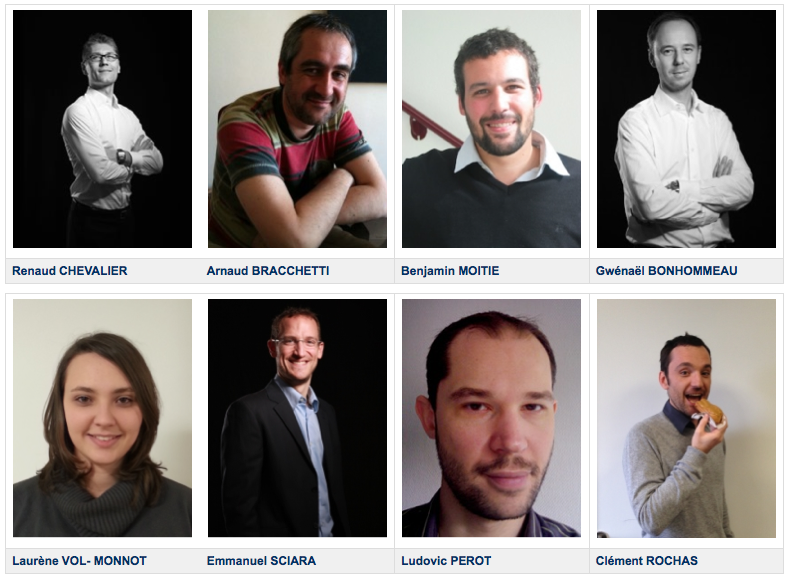 Renaud CHEVALIER
Arnaud BRACCHETTI
Benjamin MOITIE
Gwénaël BONHOMMEAU
Laurène VOL- MONNOT
Emmanuel SCIARA
Ludovic PEROT
Clément ROCHAS